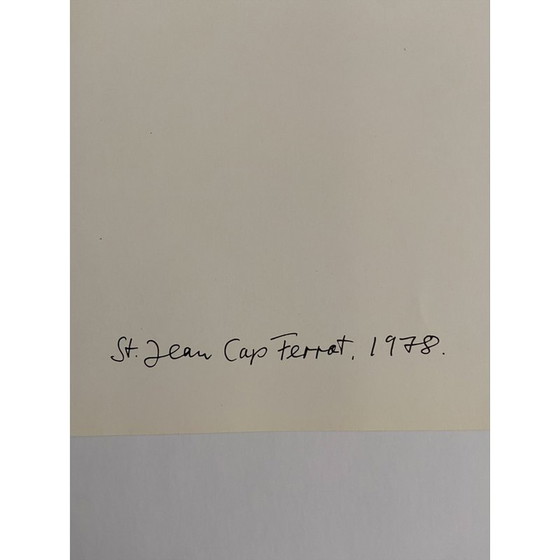 St. Jean Cap Ferrat, 1978.